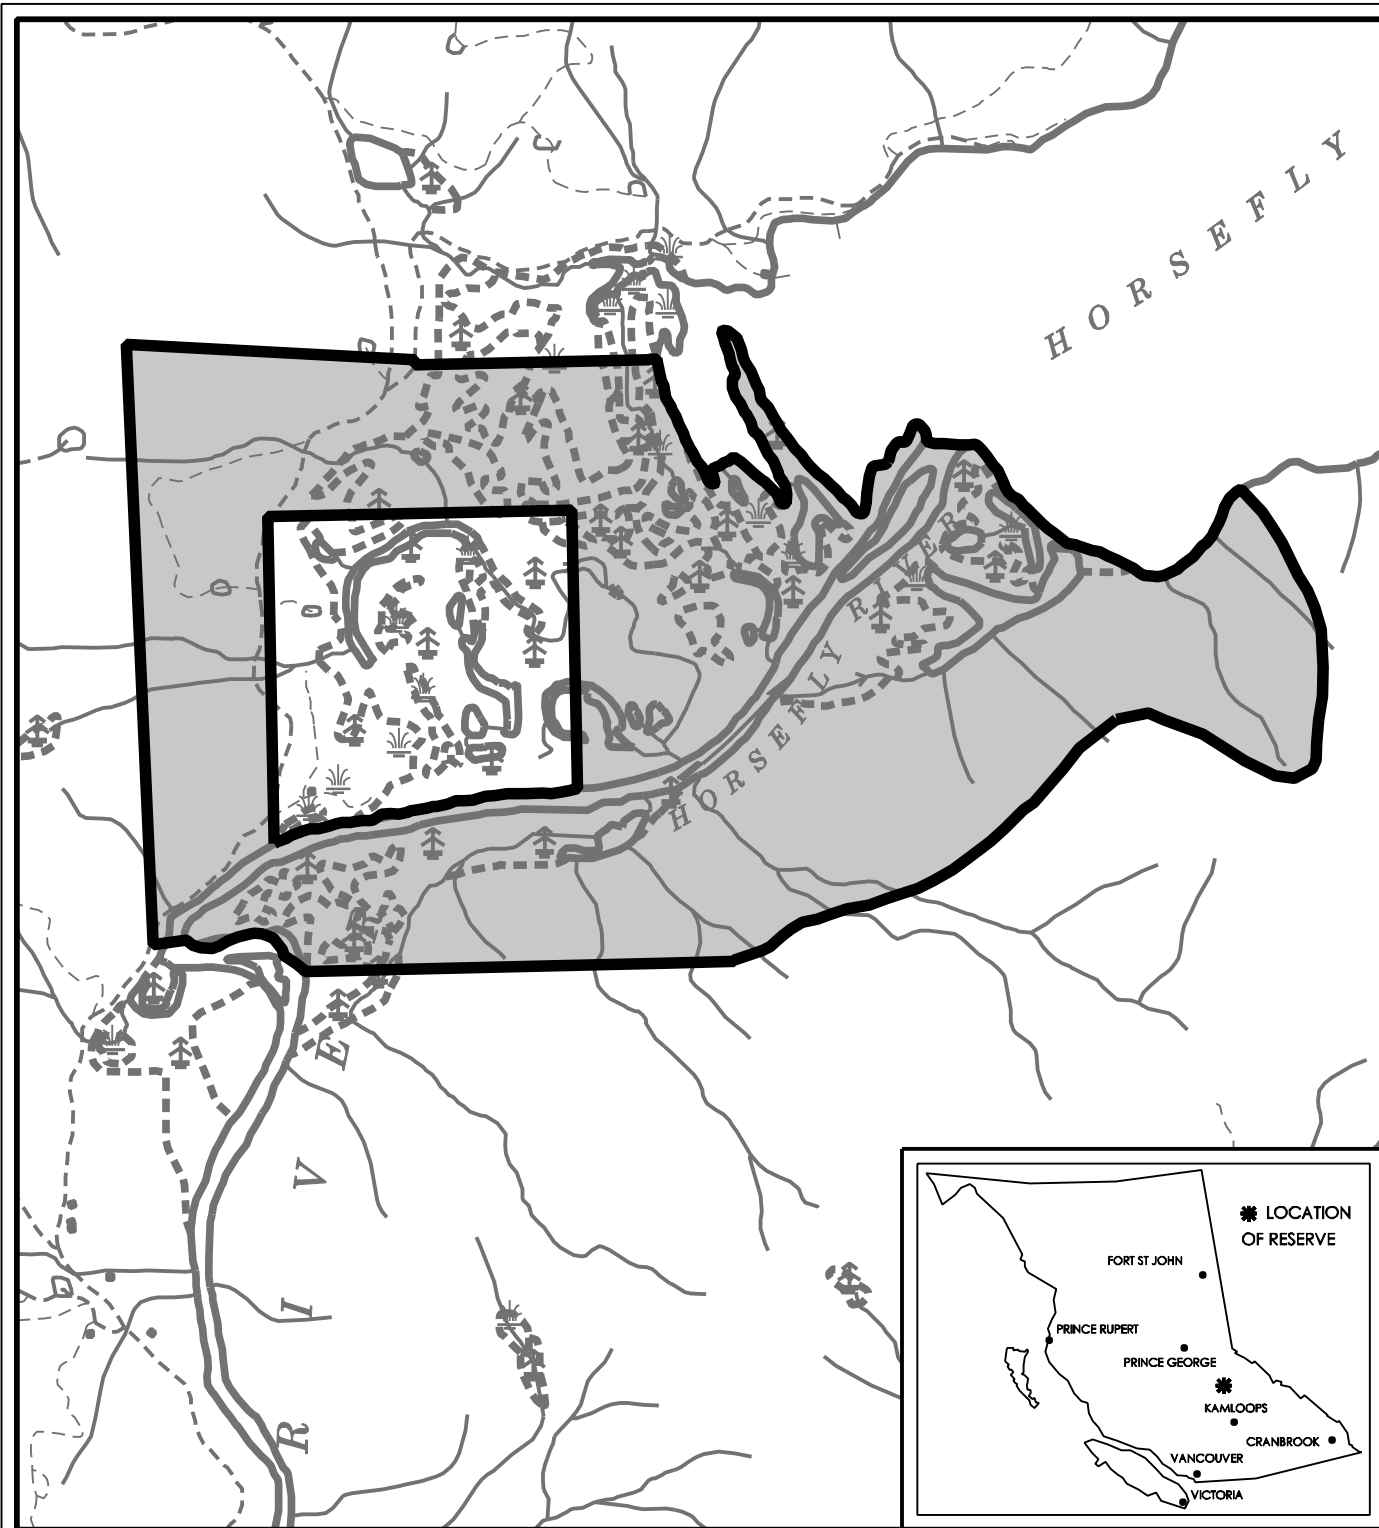 HORSEFLY
HORSEFLY RIVER
RIVE
LOCATION
OF RESERVE
FORT ST JOHN
PRINCE RUPERT
PRINCE GEORGE
KAMLOOPS
CRANBROOK
VANCOUVER
VICTORIA